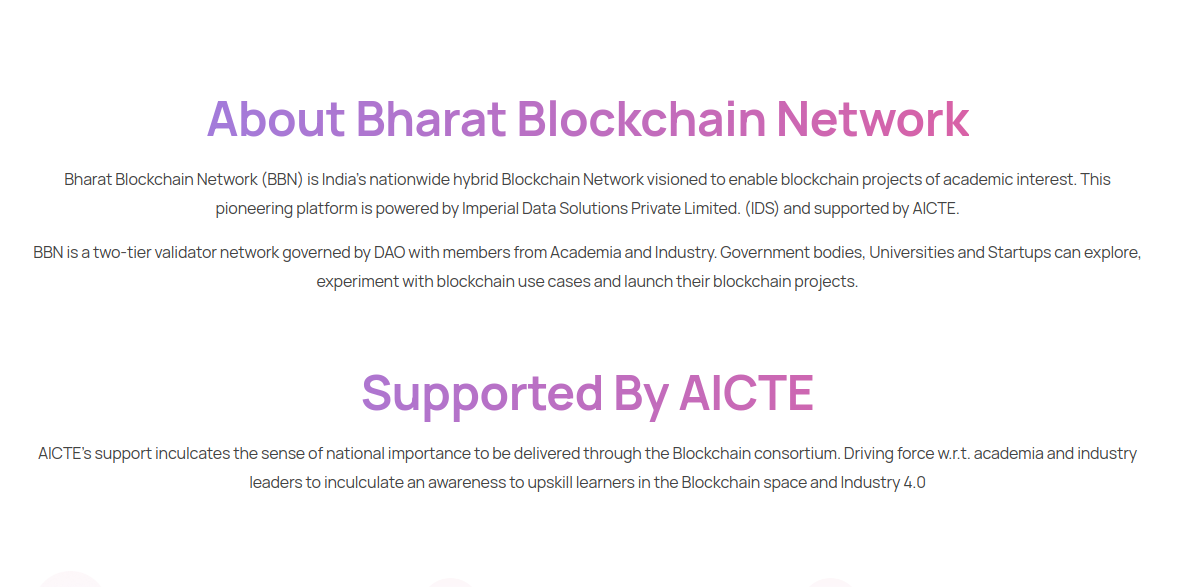 About Bharat Blockchain Network
Bharat Blockchain Network (BBN) is India's nationwide hybrid Blockchain Network visioned to enable blockchain projects of academic interest. This
pioneering platform is powered by Imperial Data Solutions Private Limited. (IDS) and supported by AICTE.
BBN is a two-tier validator network governed by DAO with members from Academia and Industry. Government bodies, Universities and Startups can explore,
experiment with blockchain use cases and launch their blockchain projects.
Supported By AICTE
AICTE's support inculcates the sense of national importance to be delivered through the Blockchain consortium. Driving force w.r.t. academia and industry
leaders to inculculate an awareness to upskill learners in the Blockchain space and Industry 4.0